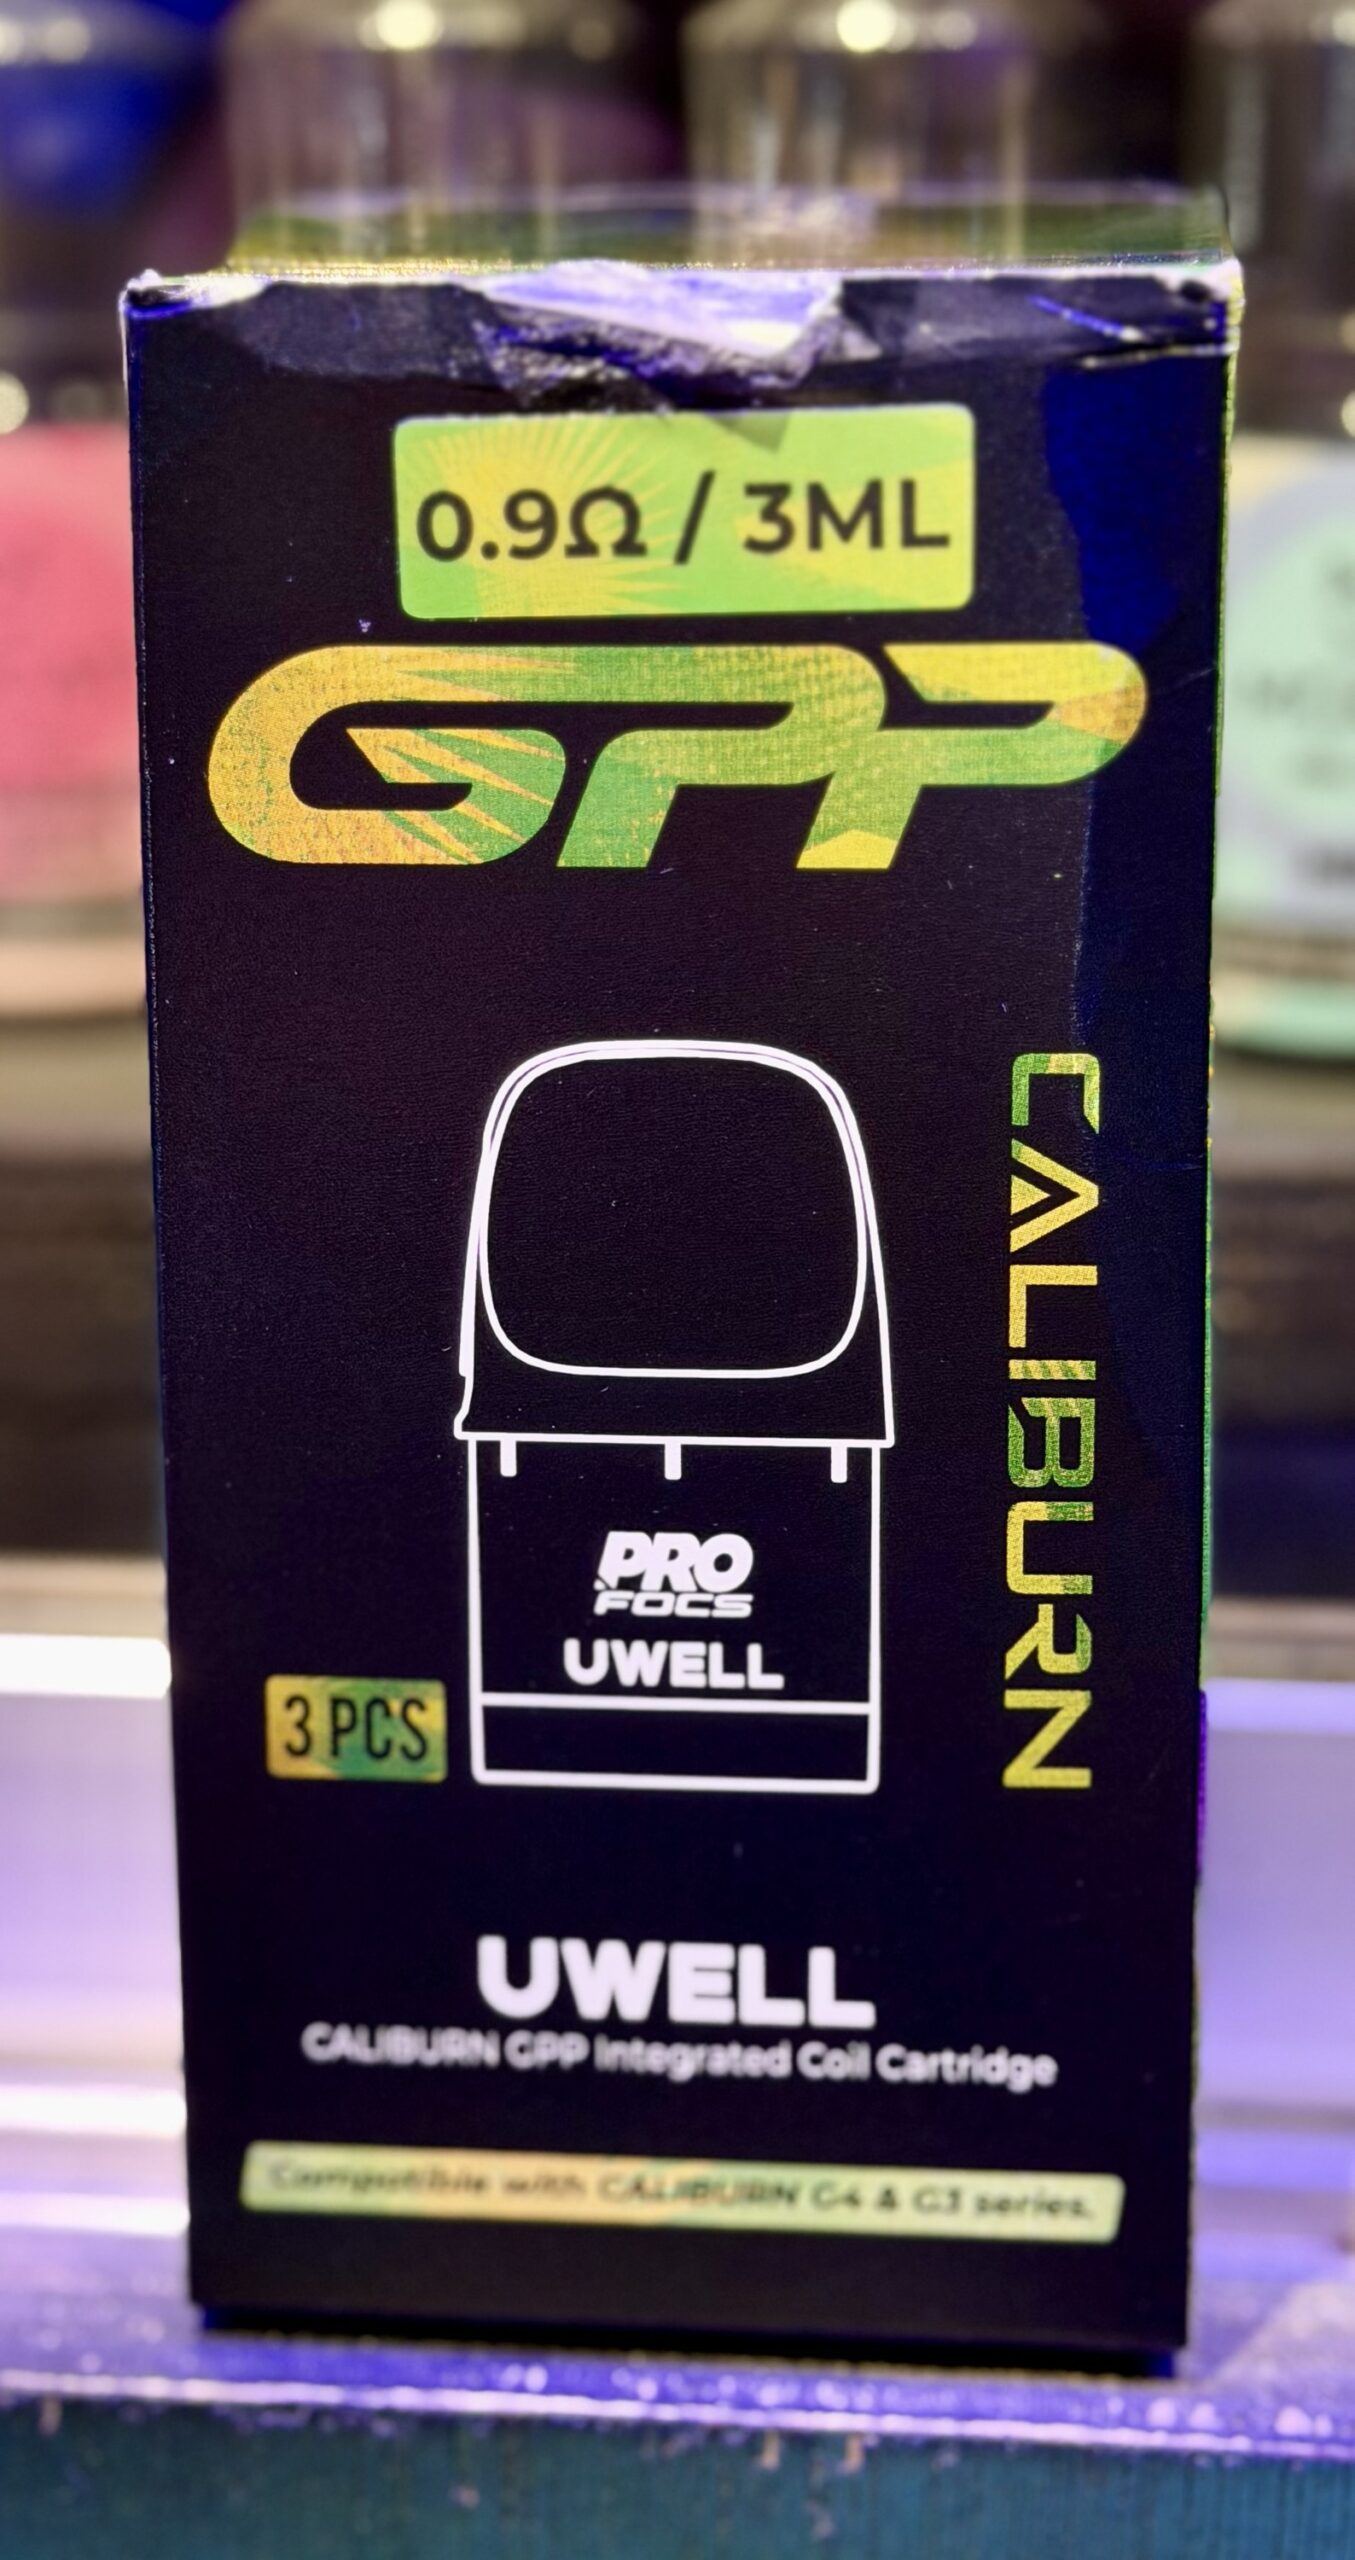 0.9Ω / 3ML
GPP
CALIBURN
PRO
FOCS
UWELL
3 PCS
UWELL
CALIBURN GPP Integrated Coil Cartridge
Compatible with CALIBURN G4 & G3 series.